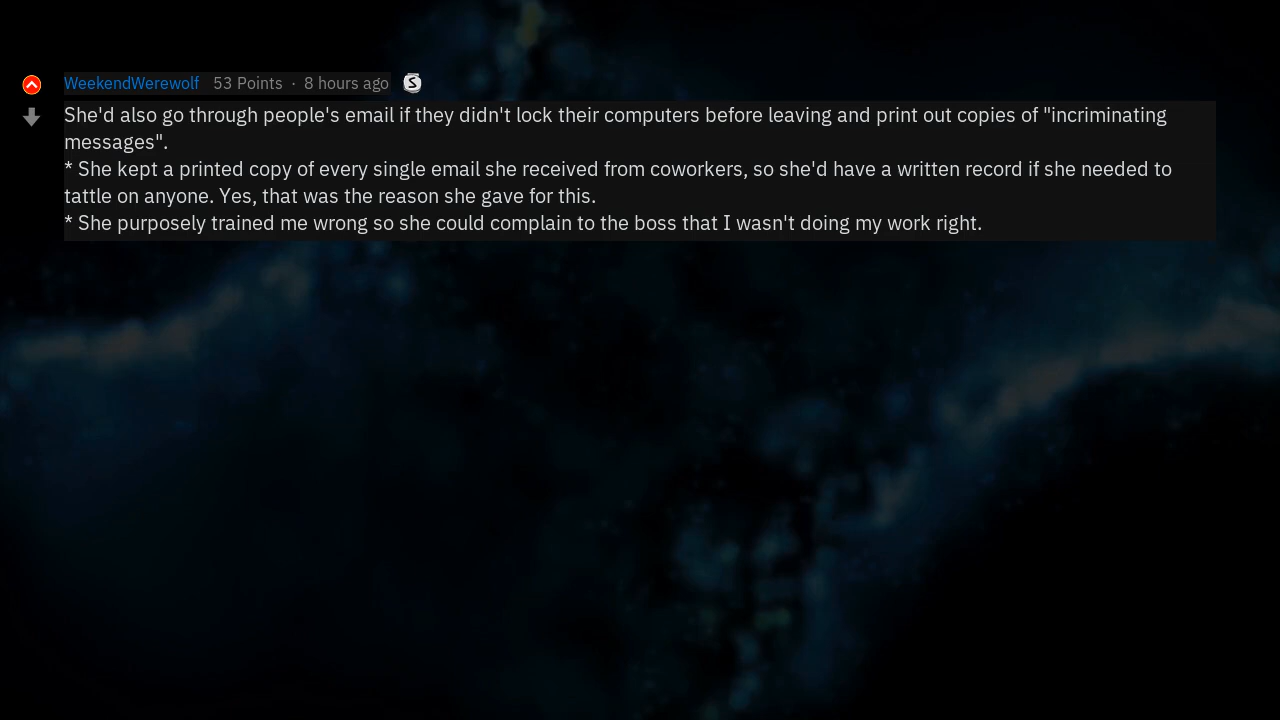 WeekendWerewolf 53 Points · 8 hours ago S
She'd also go through people's email if they didn't lock their computers before leaving and print out copies of "incriminating
messages".
* She kept a printed copy of every single email she received from coworkers, so she'd have a written record if she needed to
tattle on anyone. Yes, that was the reason she gave for this.
* She purposely trained me wrong so she could complain to the boss that I wasn't doing my work right.